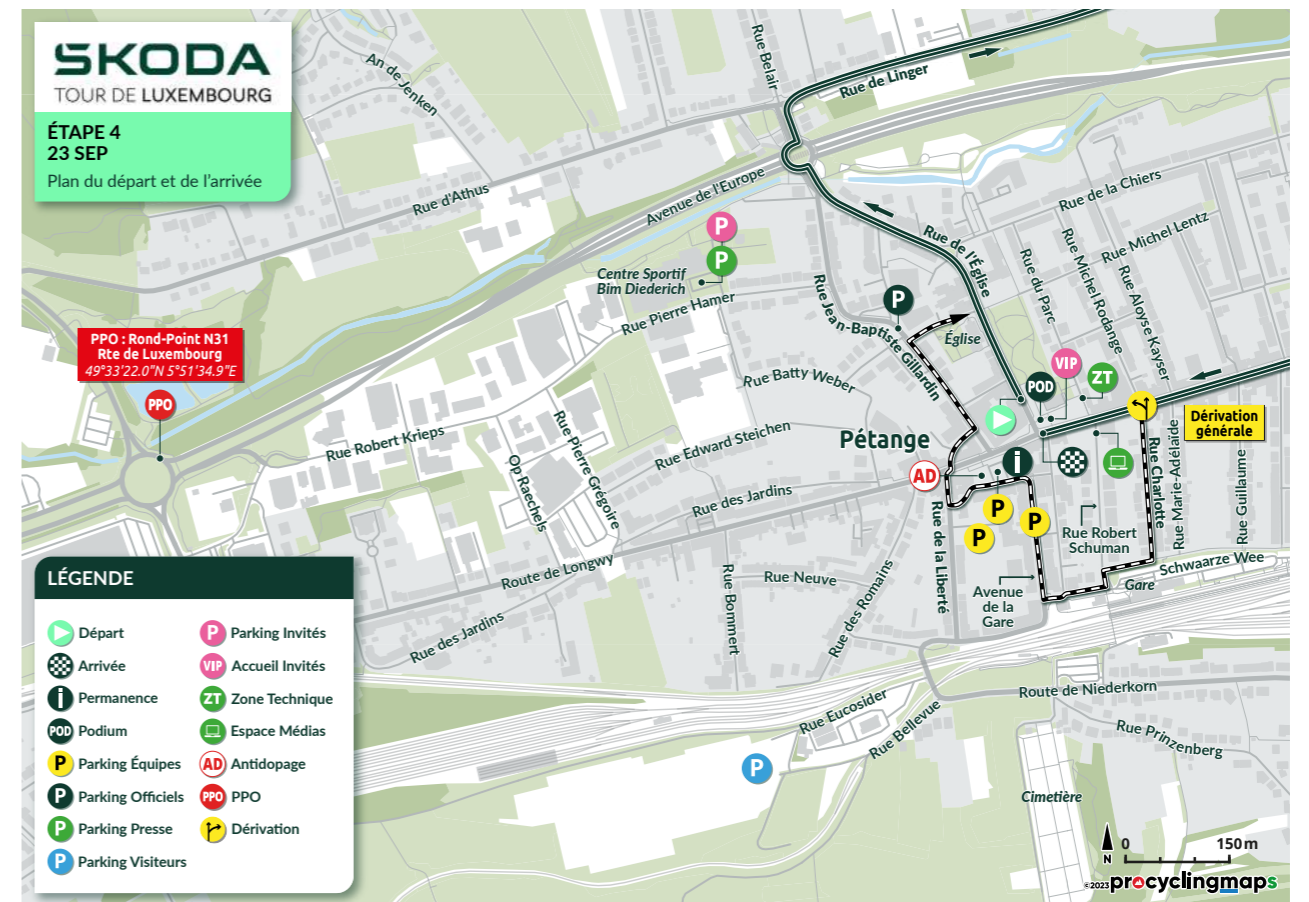 ŠKODA
TOUR DE LUXEMBOURG
ÉTAPE 4
23 SEP
Plan du départ et de l'arrivée
An de Jenken
Rue Belair
Rue de Linger
Rue d'Athus
Avenue de l'Europe
Rue de la Chiers
Rue Michel Lentz
Rue Michel Rodange
Rue Aloyse Kayser
Rue du Parc
Rue de l'Église
P
P
Centre Sportif
Bim Diederich
Rue Pierre Hamer
Rue Jean-Baptiste Gillardin
P
Église
PPO : Rond-Point N31
Rte de Luxembourg
49°33'22.0"N 5°51'34.9"E
PPO
Rue Batty Weber
VIP
POD
ZT
Dérivation
générale
Pétange
Rue Robert Krieps
Rue Pierre Grégoire
Op Raechels
Rue Edward Steichen
Rue des Jardins
AD
i
P
P
P
Rue Charlotte
Rue Marie-Adélaïde
Rue Guillaume
Rue Robert
Schuman
Rue de la Liberté
Route de Longwy
Rue Bommert
Rue Neuve
Rue des Romains
Avenue
de la
Gare
Gare
Schwaarze Wee
Rue des Jardins
Route de Niederkorn
Rue Prinzenberg
Rue Eucosider
Rue Bellevue
P
Cimetière
LÉGENDE
Départ
Arrivée
i Permanence
POD Podium
P Parking Équipes
P Parking Officiels
P Parking Presse
P Parking Visiteurs
P Parking Invités
VIP Accueil Invités
ZT Zone Technique
Espace Médias
AD Antidopage
PPO PPO
Dérivation
N
0 150 m
©2023 procyclingmaps